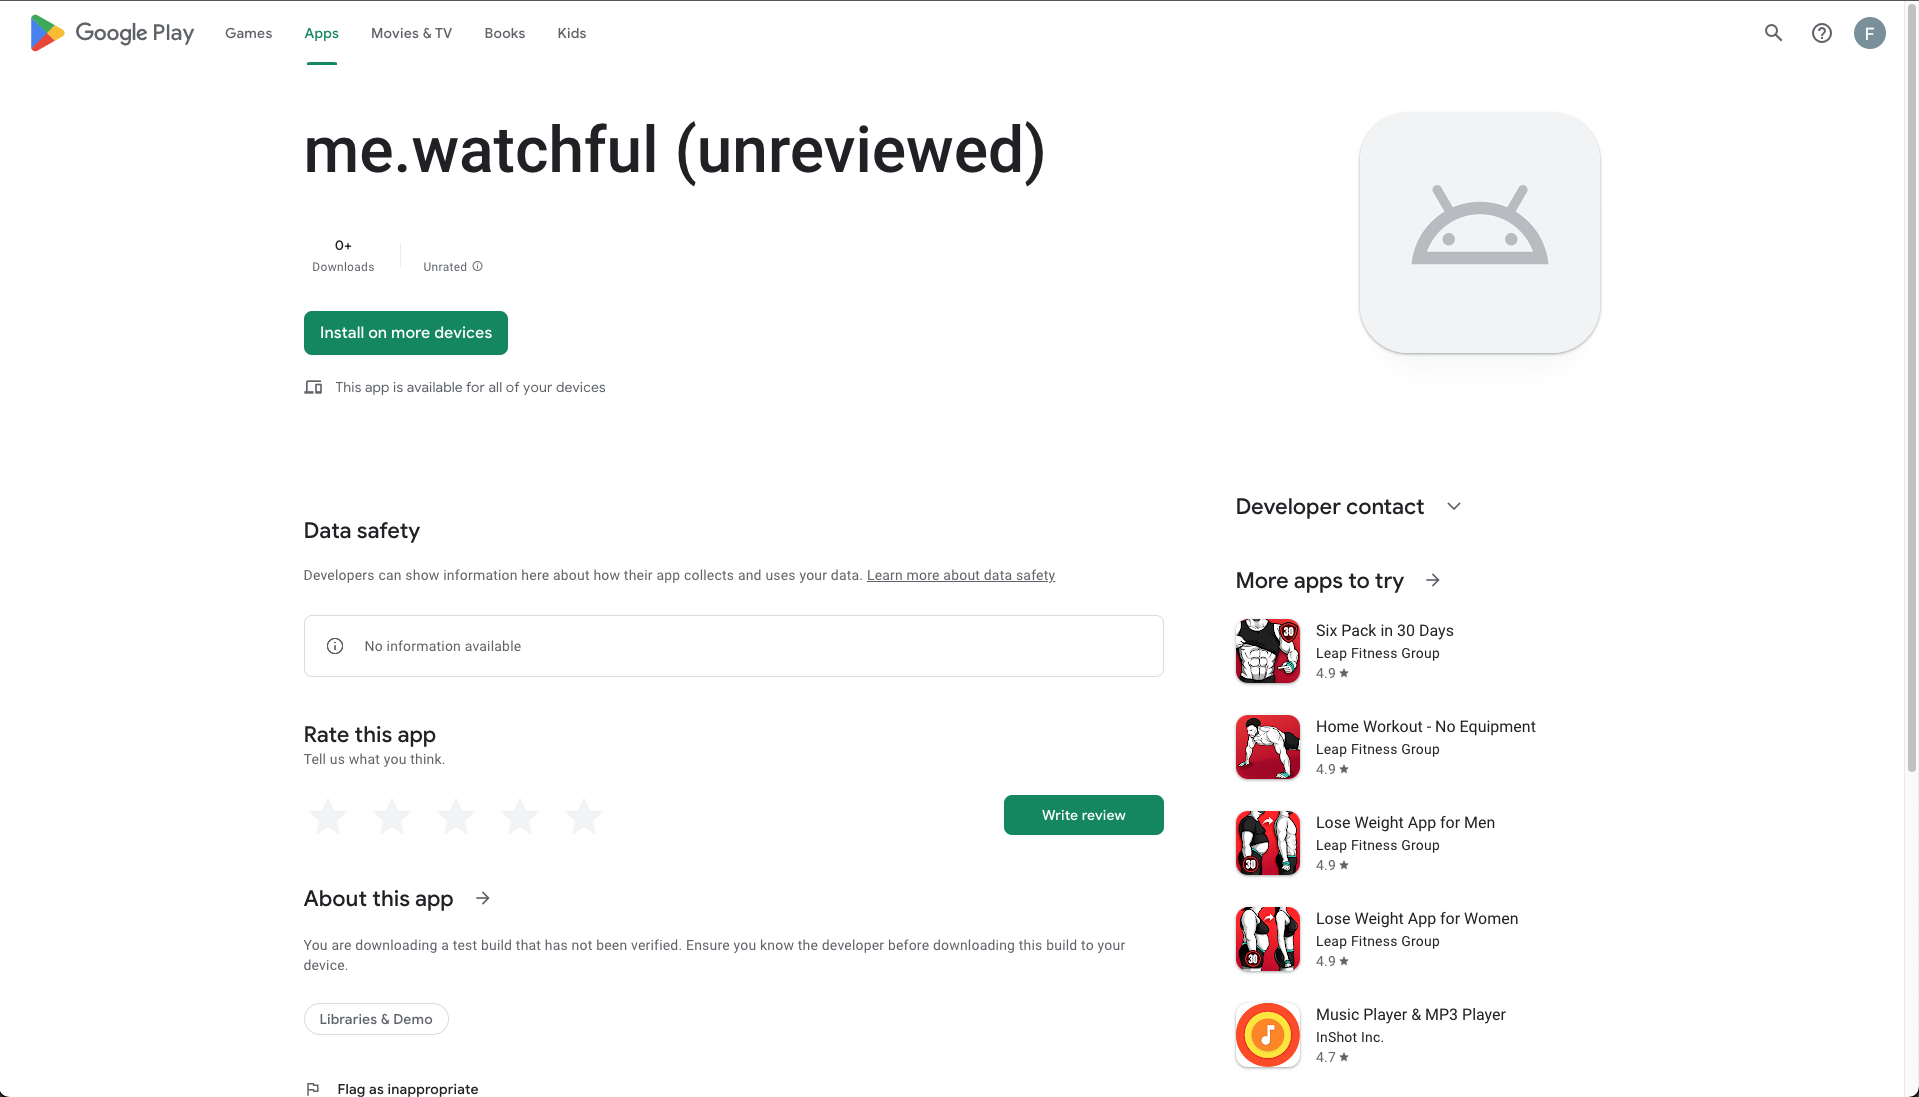 Google Play
Games
Apps
Movies & TV
Books
Kids
F
me.watchful (unreviewed)
0+
Downloads
Unrated
Install on more devices
This app is available for all of your devices
Data safety
Developers can show information here about how their app collects and uses your data. Learn more about data safety
No information available
Rate this app
Tell us what you think.
Write review
About this app
You are downloading a test build that has not been verified. Ensure you know the developer before downloading this build to your
device.
Libraries & Demo
Flag as inappropriate
Developer contact
More apps to try
30
Six Pack in 30 Days
Leap Fitness Group
4.9
Home Workout - No Equipment
Leap Fitness Group
4.9
30
Lose Weight App for Men
Leap Fitness Group
4.9
30
Lose Weight App for Women
Leap Fitness Group
4.9
Music Player & MP3 Player
InShot Inc.
4.7